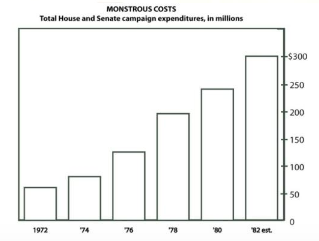 MONSTROUS COSTS
Total House and Senate campaign expenditures, in millions
$300
250
200
150
100
50
0
1972 '74 '76 '78 '80 '82 est.